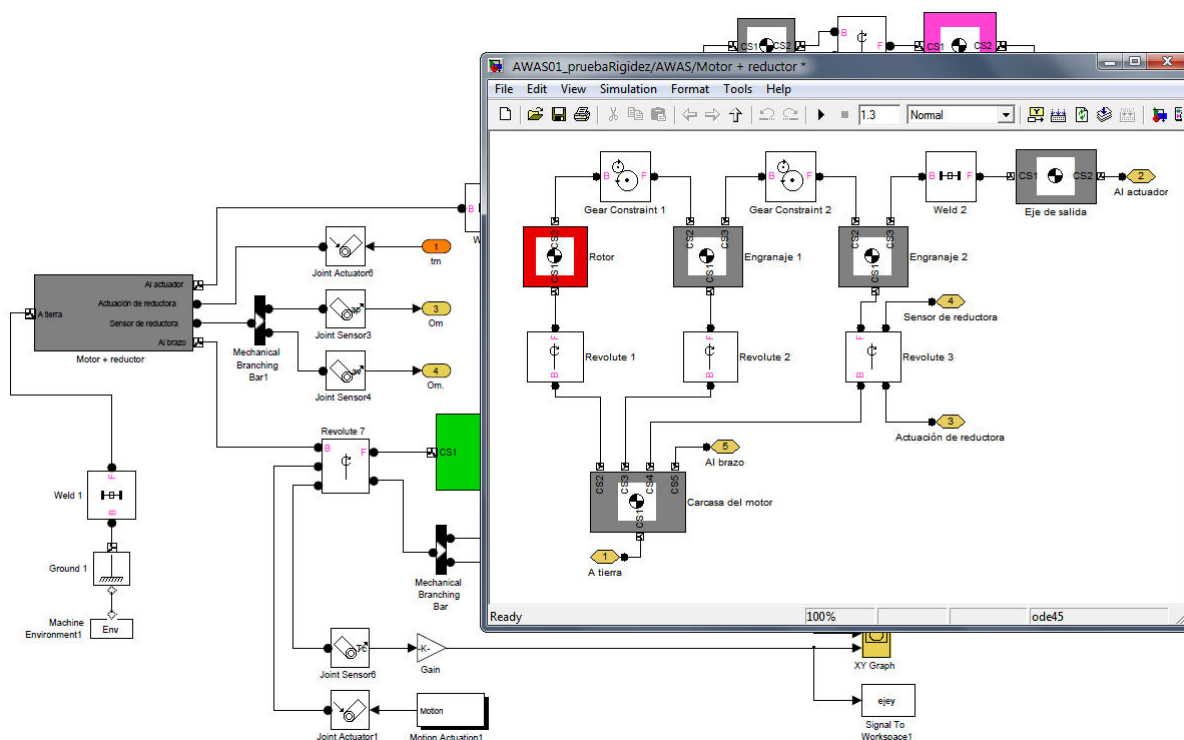 CS1
CS2
B
F
CS1
CS2
AWAS01_pruebaRigidez/AWAS/Motor + reductor *
File Edit View Simulation Format Tools Help
1.3
Normal
B
F
Gear Constraint 1
B
F
Gear Constraint 2
B
F
Weld 2
CS1
CS2
Eje de salida
2
Al actuador
CS2
CS1
Rotor
CS2
CS3
CS1
Engranaje 1
CS2
CS3
CS1
Engranaje 2
4
Sensor de reductora
F
B
Revolute 1
F
B
Revolute 2
F
B
Revolute 3
3
Actuación de reductora
5
Al brazo
CS2
CS3
CS4
CS5
CS1
Carcasa del motor
1
A tierra
Ready
100%
ode45
B
W
Joint Actuator6
1
tm
A tierra
Al actuador
Actuación de reductora
Sensor de reductora
Al brazo
Motor + reductor
Mechanical
Branching
Bar1
ap
Joint Sensor3
3
Om
av
Joint Sensor4
4
Om.
Revolute 7
B
F
CS1
F
B
Weld 1
Ground 1
Machine
Environment1
Env
Mechanical
Branching
Bar
Tc
Joint Sensor6
-K-
Gain
XY Graph
Joint Actuator1
Motion
Motion Actuation1
ejey
Signal To
Workspace1